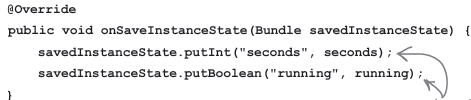 @Override
public void onSaveInstanceState(Bundle savedInstanceState) {
    savedInstanceState.putInt("seconds", seconds);
    savedInstanceState.putBoolean("running", running);
}